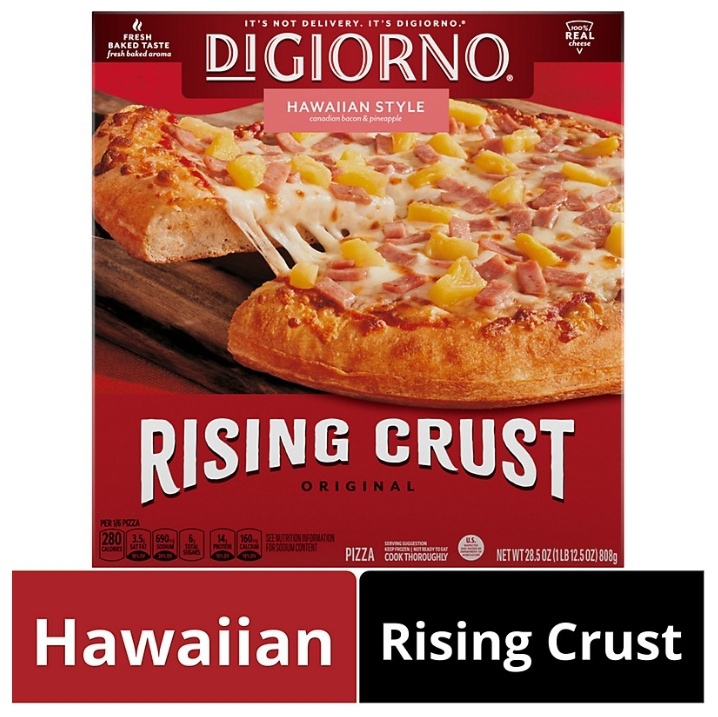 IT'S NOT DELIVERY. IT'S DIGIORNO.®
FRESH
BAKED TASTE
fresh baked aroma
DIGIORNO®
100%
REAL
cheese
HAWAIIAN STYLE
canadian bacon & pineapple
RISING CRUST
ORIGINAL
PER 1/6 PIZZA
280
CALORIES
3.5g
SAT FAT
690mg
SODIUM
6g
TOTAL
SUGARS
14g
PROTEIN
160mg
CALCIUM
SEE NUTRITION INFORMATION
FOR SODIUM CONTENT
PIZZA
SERVING SUGGESTION
KEEP FROZEN | NOT READY TO EAT
COOK THOROUGHLY
U.S.
NET WT 28.5 OZ (1 LB 12.5 OZ) 808g
Hawaiian
Rising Crust